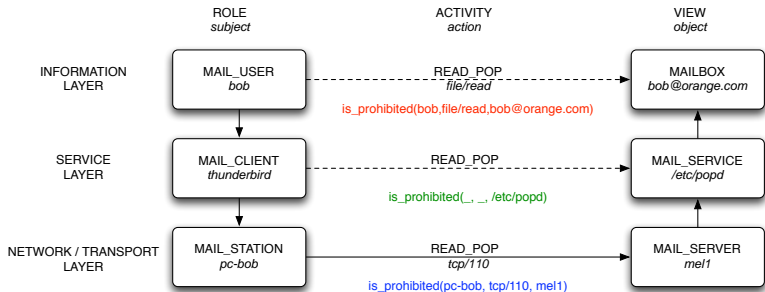 ROLE
subject
ACTIVITY
action
VIEW
object
INFORMATION
LAYER
MAIL_USER
bob
READ_POP
file/read
MAILBOX
bob@orange.com
is_prohibited(bob,file/read,bob@orange.com)
SERVICE
LAYER
MAIL_CLIENT
thunderbird
READ_POP
MAIL_SERVICE
/etc/popd
is_prohibited(_, _, /etc/popd)
NETWORK / TRANSPORT
LAYER
MAIL_STATION
pc-bob
READ_POP
tcp/110
MAIL_SERVER
mel1
is_prohibited(pc-bob, tcp/110, mel1)